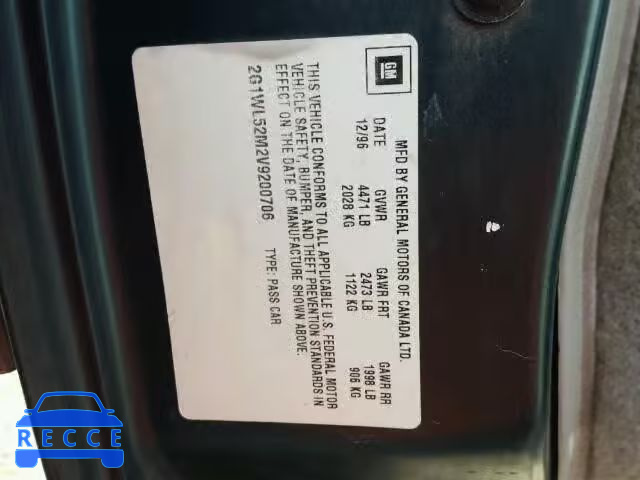 GM
MFD BY GENERAL MOTORS OF CANADA LTD.
DATE GVWR GAWR FRT GAWR RR
12/96 4471 LB 2473 LB 1998 LB
2028 KG 1122 KG 906 KG
THIS VEHICLE CONFORMS TO ALL APPLICABLE U.S. FEDERAL MOTOR
VEHICLE SAFETY, BUMPER, AND THEFT PREVENTION STANDARDS IN
EFFECT ON THE DATE OF MANUFACTURE SHOWN ABOVE.
2G1WL52M2V9200706 TYPE: PASS CAR
RECCE